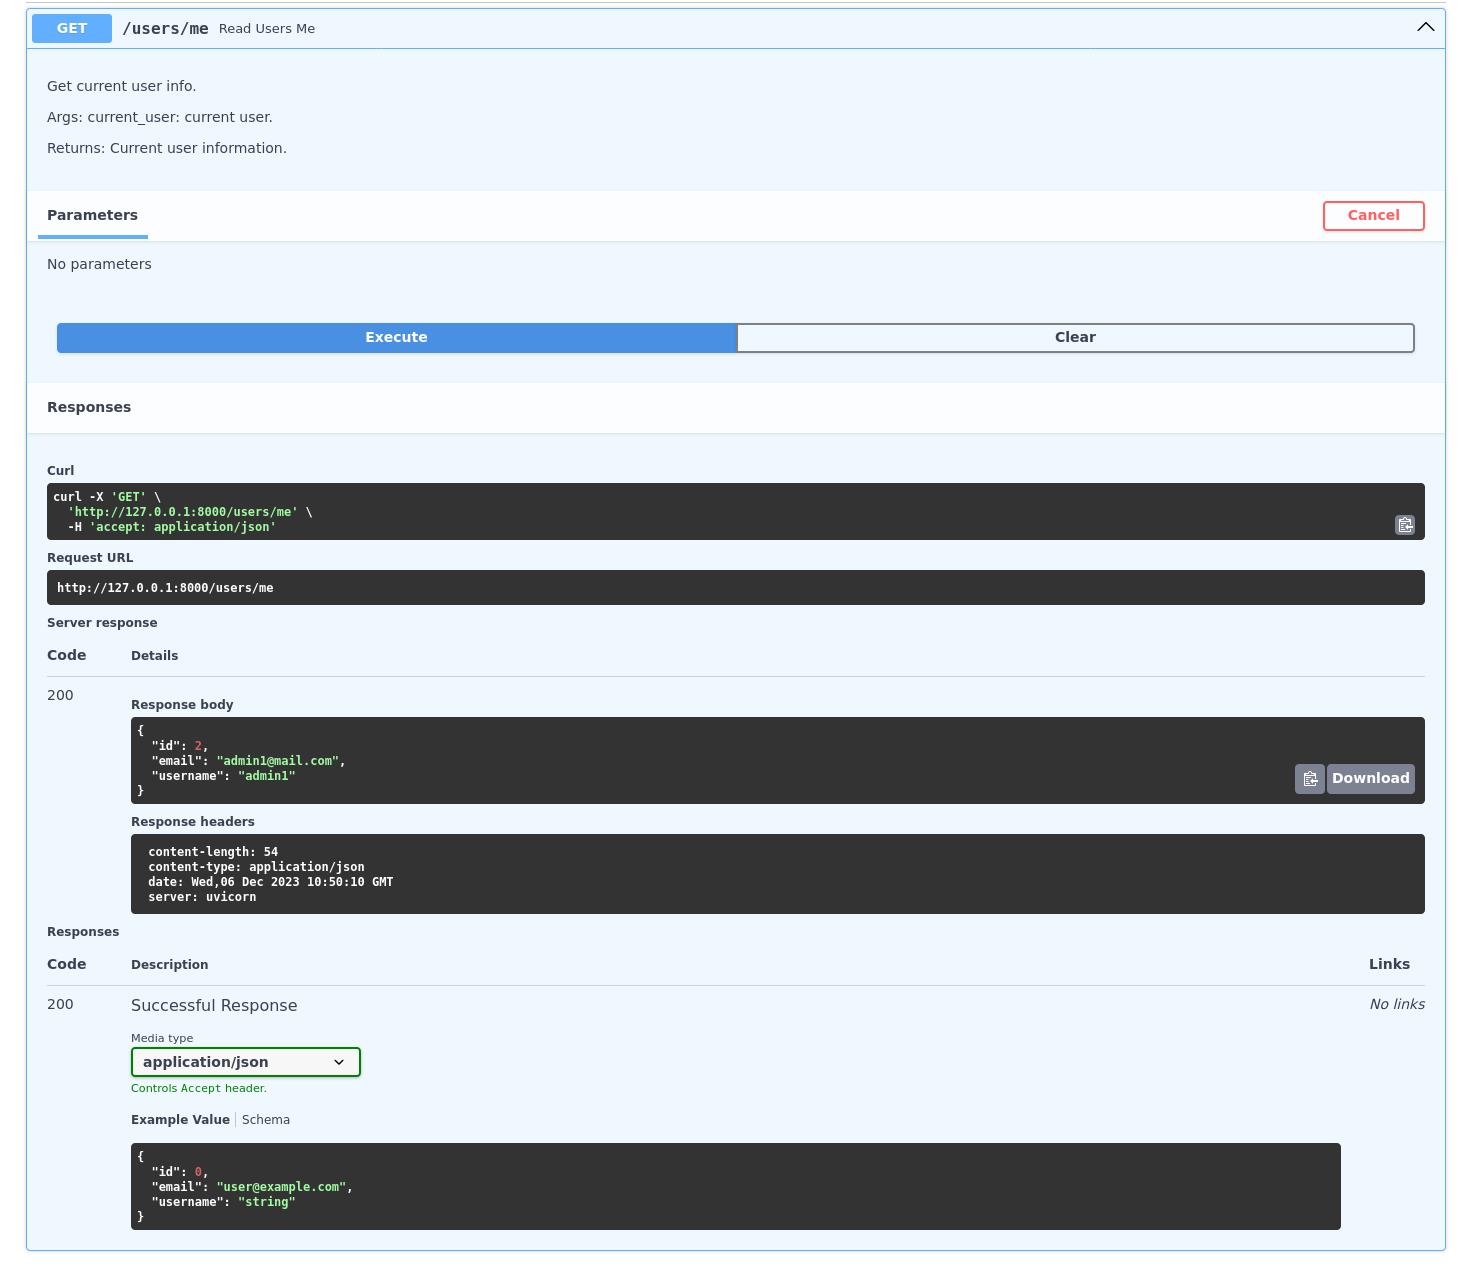 GET /users/me Read Users Me
Get current user info.
Args: current_user: current user.
Returns: Current user information.
Parameters
Cancel
No parameters
Execute
Clear
Responses
Curl
curl -X 'GET' \
  'http://127.0.0.1:8000/users/me' \
  -H 'accept: application/json'
Request URL
http://127.0.0.1:8000/users/me
Server response
Code Details
200
Response body
{
  "id": 2,
  "email": "admin1@mail.com",
  "username": "admin1"
}
Download
Response headers
content-length: 54
content-type: application/json
date: Wed,06 Dec 2023 10:50:10 GMT
server: uvicorn
Responses
Code Description Links
200 Successful Response No links
Media type
application/json
Controls Accept header.
Example Value Schema
{
  "id": 0,
  "email": "user@example.com",
  "username": "string"
}